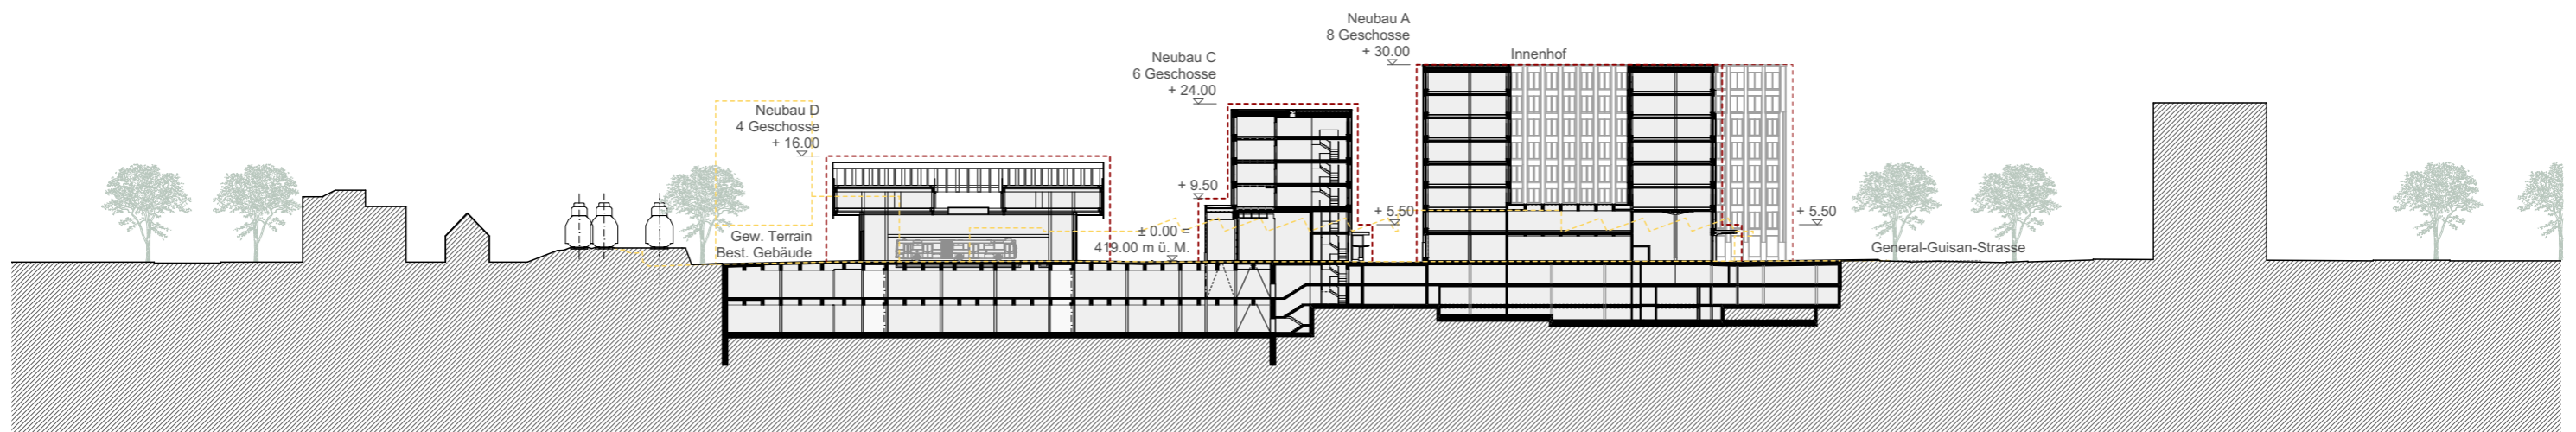 Neubau D
4 Geschosse
+ 16.00
Gew. Terrain
Best. Gebäude
± 0.00 =
419.00 m ü. M.
Neubau C
6 Geschosse
+ 24.00
+ 9.50
+ 5.50
Neubau A
8 Geschosse
+ 30.00
Innenhof
+ 5.50
General-Guisan-Strasse